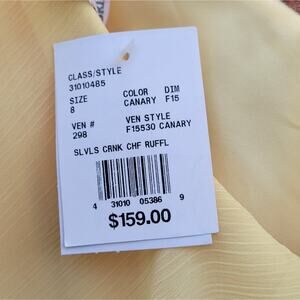 CLASS/STYLE
31010485
SIZE COLOR DIM
8 CANARY F15
VEN # VEN STYLE
298 F15530 CANARY
SLVLS CRNK CHF RUFFL
4 31010 05386 9
$159.00